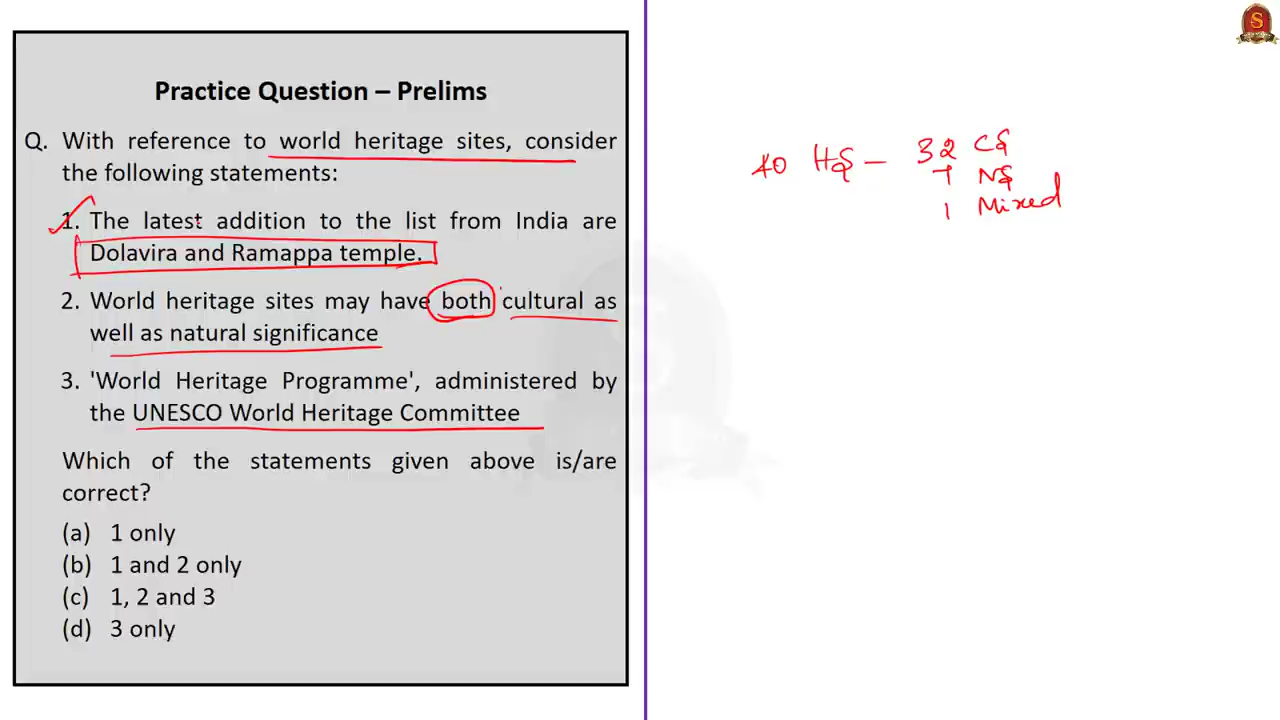 Practice Question – Prelims
Q. With reference to world heritage sites, consider
the following statements:
1. The latest addition to the list from India are
Dolavira and Ramappa temple.
2. World heritage sites may have both cultural as
well as natural significance
3. 'World Heritage Programme', administered by
the UNESCO World Heritage Committee
Which of the statements given above is/are
correct?
(a) 1 only
(b) 1 and 2 only
(c) 1, 2 and 3
(d) 3 only
40 HS – 32 CS
7 NS
1 Mixed